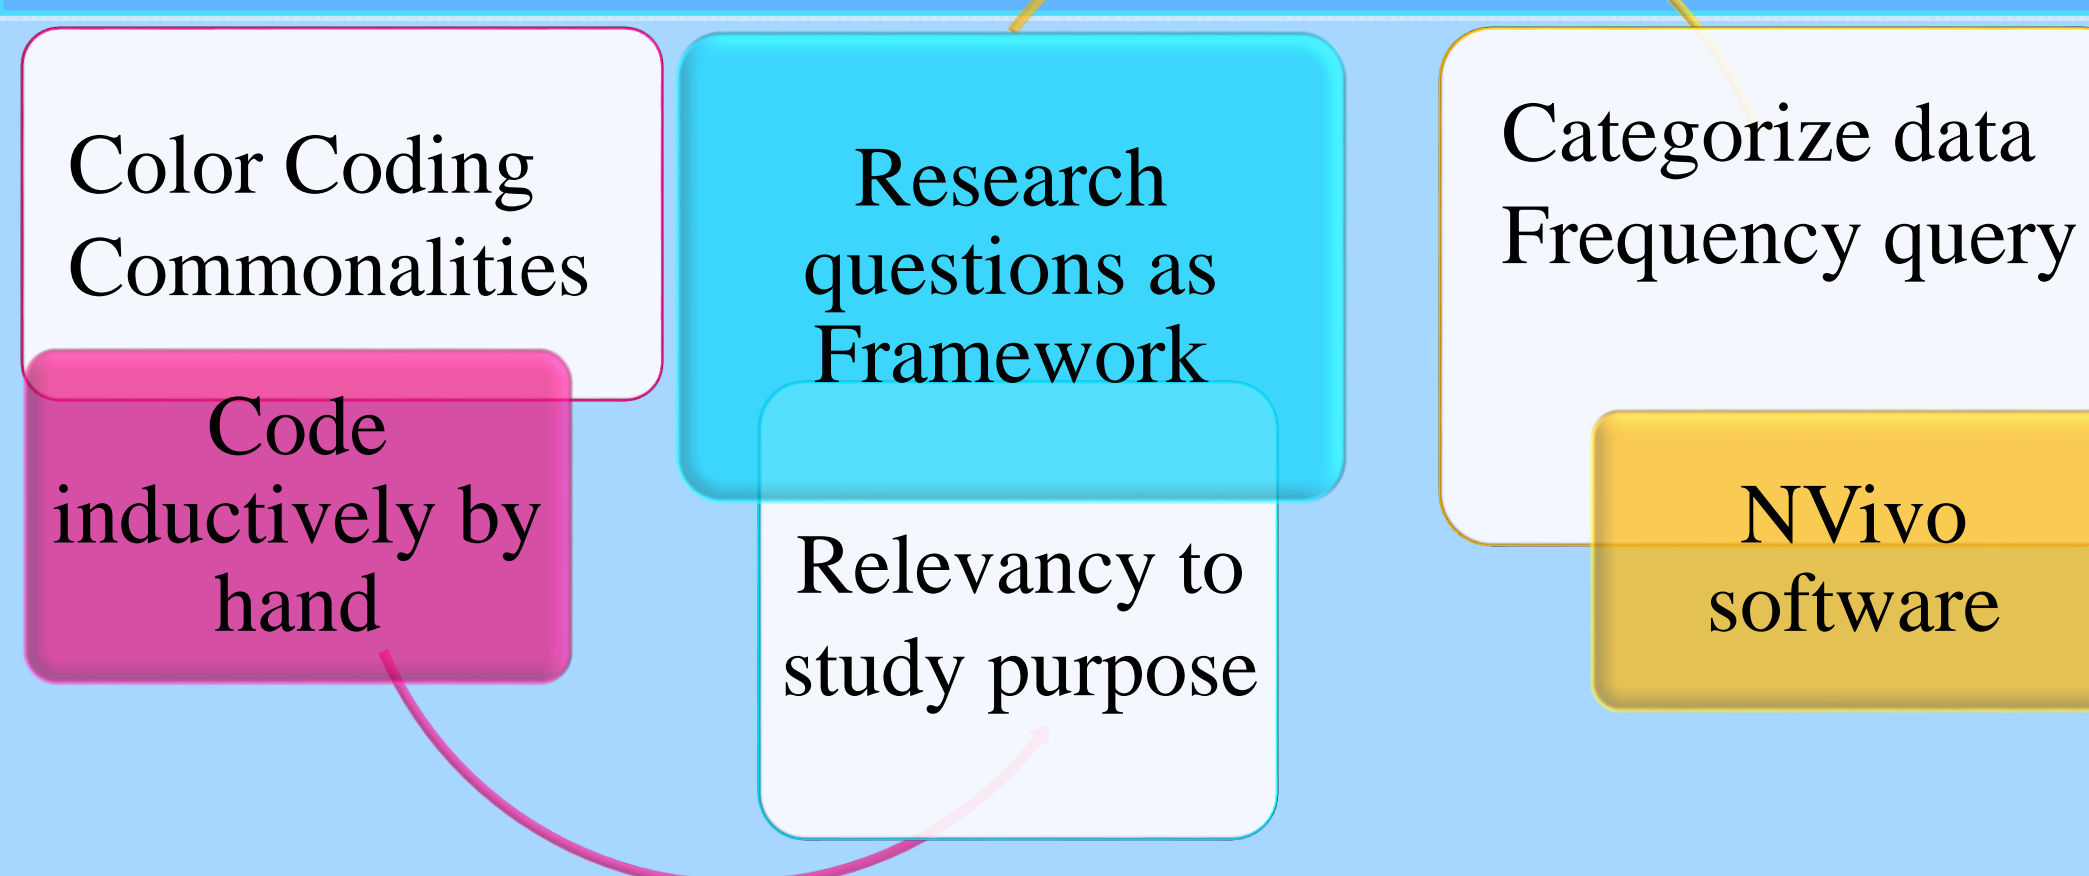 Color Coding
Commonalities
Code
inductively by
hand
Research
questions as
Framework
Relevancy to
study purpose
Categorize data
Frequency query
NVivo
software